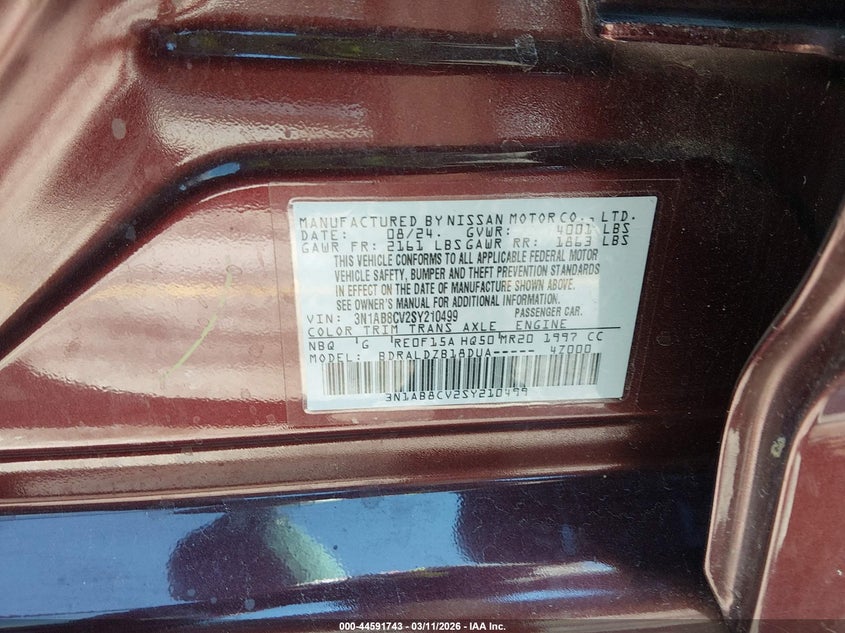 MANUFACTURED BY NISSAN MOTOR CO., LTD.
DATE: 08/24. GVWR: 4001 LBS
GAWR FR: 2161 LBS GAWR RR: 1863 LBS
THIS VEHICLE CONFORMS TO ALL APPLICABLE FEDERAL MOTOR
VEHICLE SAFETY, BUMPER AND THEFT PREVENTION STANDARDS
IN EFFECT ON THE DATE OF MANUFACTURE SHOWN ABOVE.
SEE OWNER'S MANUAL FOR ADDITIONAL INFORMATION.
VIN: 3N1AB8CV2SY210499 PASSENGER CAR.
COLOR TRIM TRANS AXLE ENGINE
NBQ 'G 'RE0F15A HQ50'MR20 1997 CC
MODEL: BDRALDZB18DUA----- 47000
3N1AB8CV2SY210499
000-44591743 - 03/11/2026 - IAA Inc.